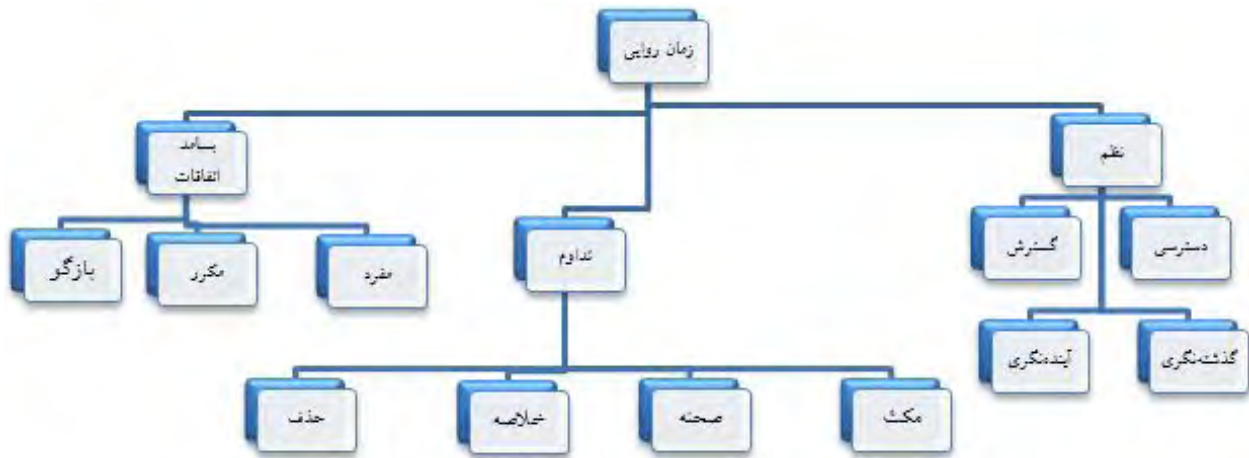 زمان روایی
نظم
بسامد
اتفاقات
دسترسی
گسترش
تداوم
مفرد
مکرر
بازگو
گذشته‌نگری
آینده‌نگری
مکث
صحنه
خلاصه
حذف